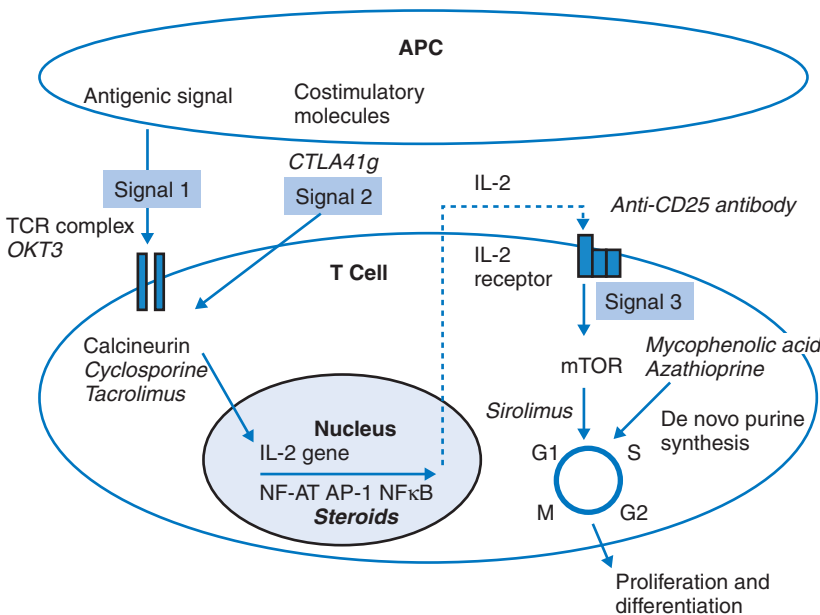 APC
Antigenic signal
Costimulatory
molecules
CTLA41g
Signal 1
Signal 2
IL-2
Anti-CD25 antibody
TCR complex
OKT3
T Cell
IL-2
receptor
Signal 3
Calcineurin
Cyclosporine
Tacrolimus
mTOR
Mycophenolic acid
Azathioprine
Sirolimus
De novo purine
synthesis
Nucleus
IL-2 gene
NF-AT AP-1 NFκB
Steroids
G1
S
M
G2
Proliferation and
differentiation